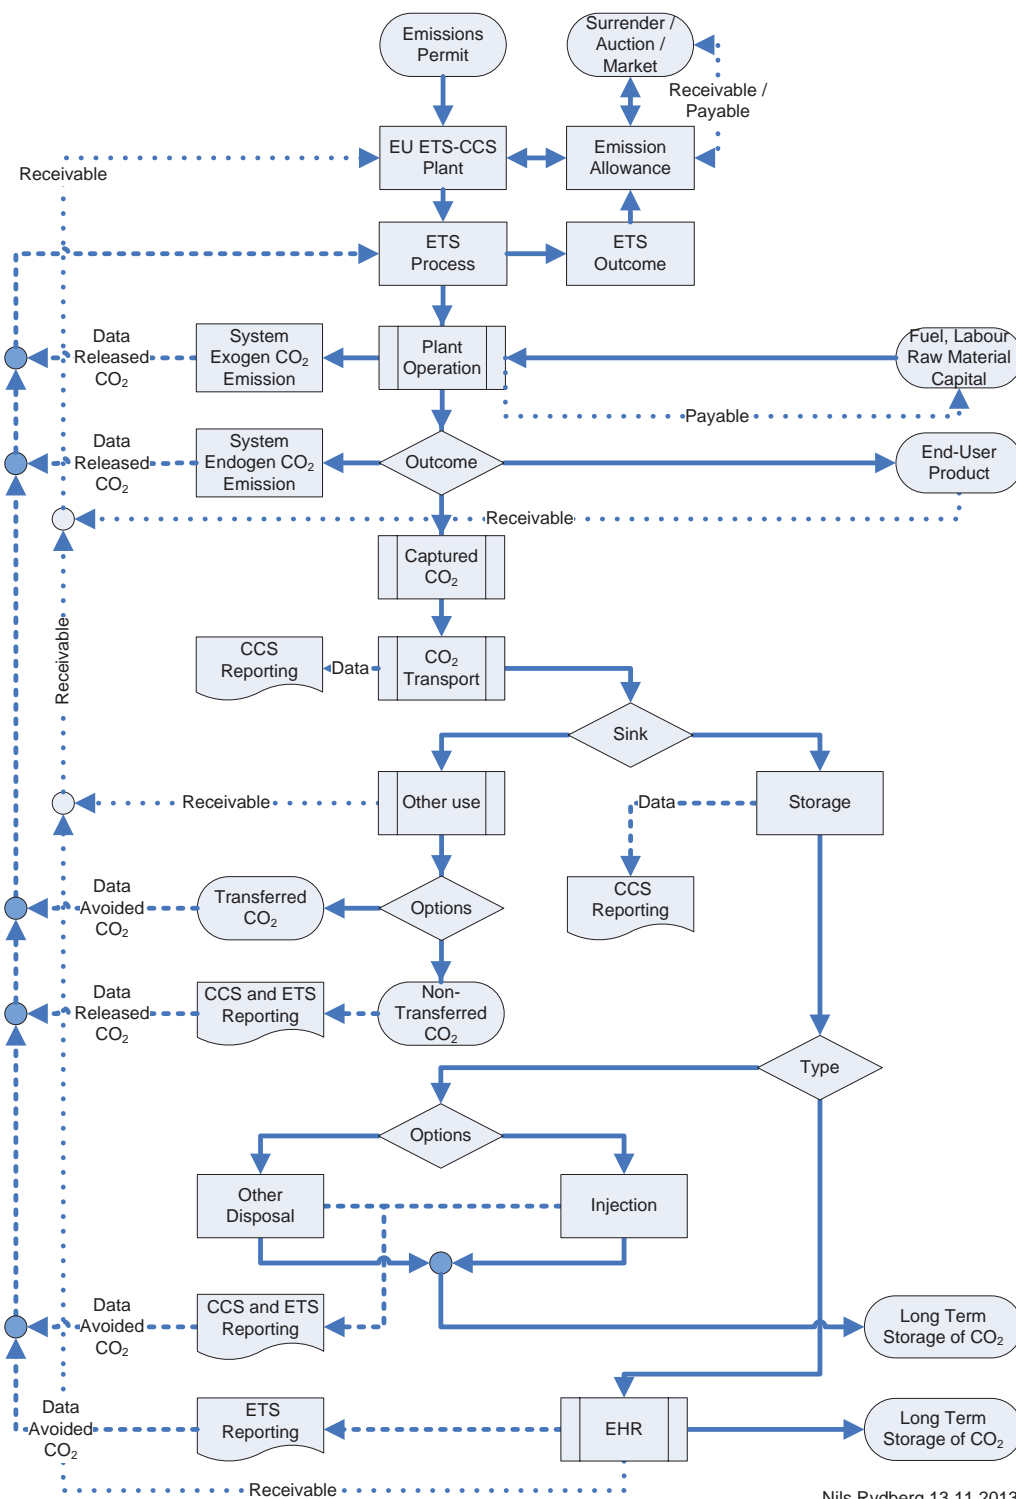 Emissions
Permit
Surrender /
Auction /
Market
Receivable /
Payable
EU ETS-CCS
Plant
Emission
Allowance
Receivable
ETS
Process
ETS
Outcome
Data
Released
CO₂
System
Exogen CO₂
Emission
Plant
Operation
Fuel, Labour
Raw Material
Capital
Payable
Data
Released
CO₂
System
Endogen CO₂
Emission
Outcome
End-User
Product
Receivable
Captured
CO₂
Receivable
CCS
Reporting
Data
CO₂
Transport
Sink
Receivable
Other use
Data
Storage
Data
Avoided
CO₂
Transferred
CO₂
Options
CCS
Reporting
Data
Released
CO₂
CCS and ETS
Reporting
Non-
Transferred
CO₂
Type
Options
Other
Disposal
Injection
Data
Avoided
CO₂
CCS and ETS
Reporting
Long Term
Storage of CO₂
Data
Avoided
CO₂
ETS
Reporting
EHR
Long Term
Storage of CO₂
Receivable
Nils Rydberg 13.11.2013